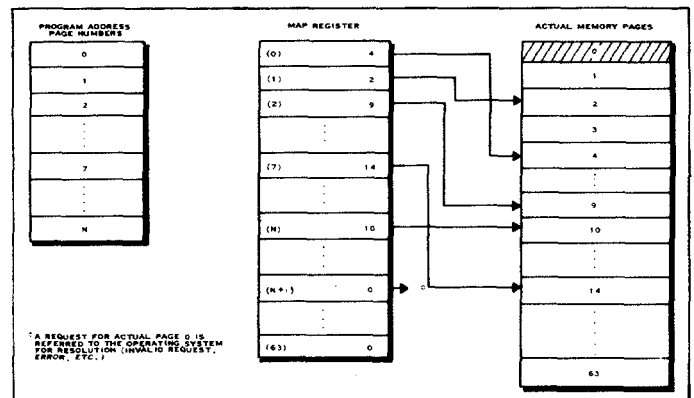 PROGRAM ADDRESS
PAGE NUMBERS
0
1
2
7
N
MAP REGISTER
(0) 4
(1) 2
(2) 9
(7) 14
(N) 10
(N+1) 0
(63) 0
ACTUAL MEMORY PAGES
0
1
2
3
4
9
10
14
63
A REQUEST FOR ACTUAL PAGE 0 IS
REFERRED TO THE OPERATING SYSTEM
FOR RESOLUTION (INVALID REQUEST,
ERROR, ETC.)